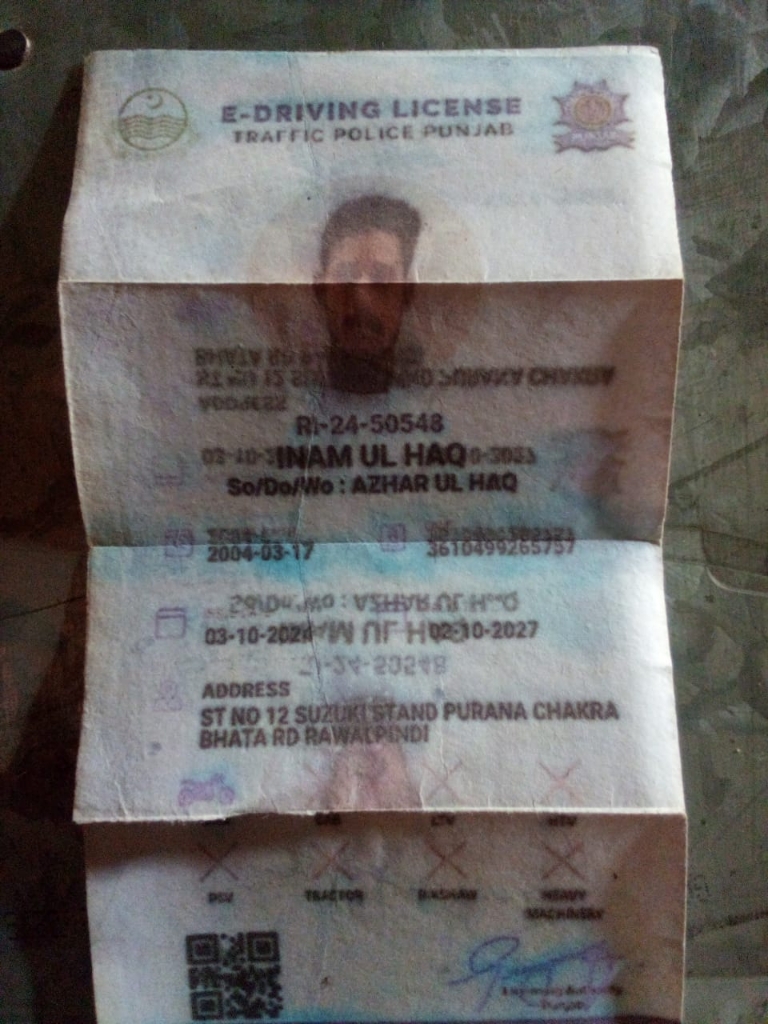 E-DRIVING LICENSE
TRAFFIC POLICE PUNJAB
RI-24-50548
INAM UL HAQ
So/Do/Wo : AZHAR UL HAQ
2004-03-17 3610499265757
03-10-2024 02-10-2027
ADDRESS
ST NO 12 SUZUKI STAND PURANA CHAKRA
BHATA RD RAWALPINDI
PSV TRACTOR RIKSHAW HEAVY
MACHINERY